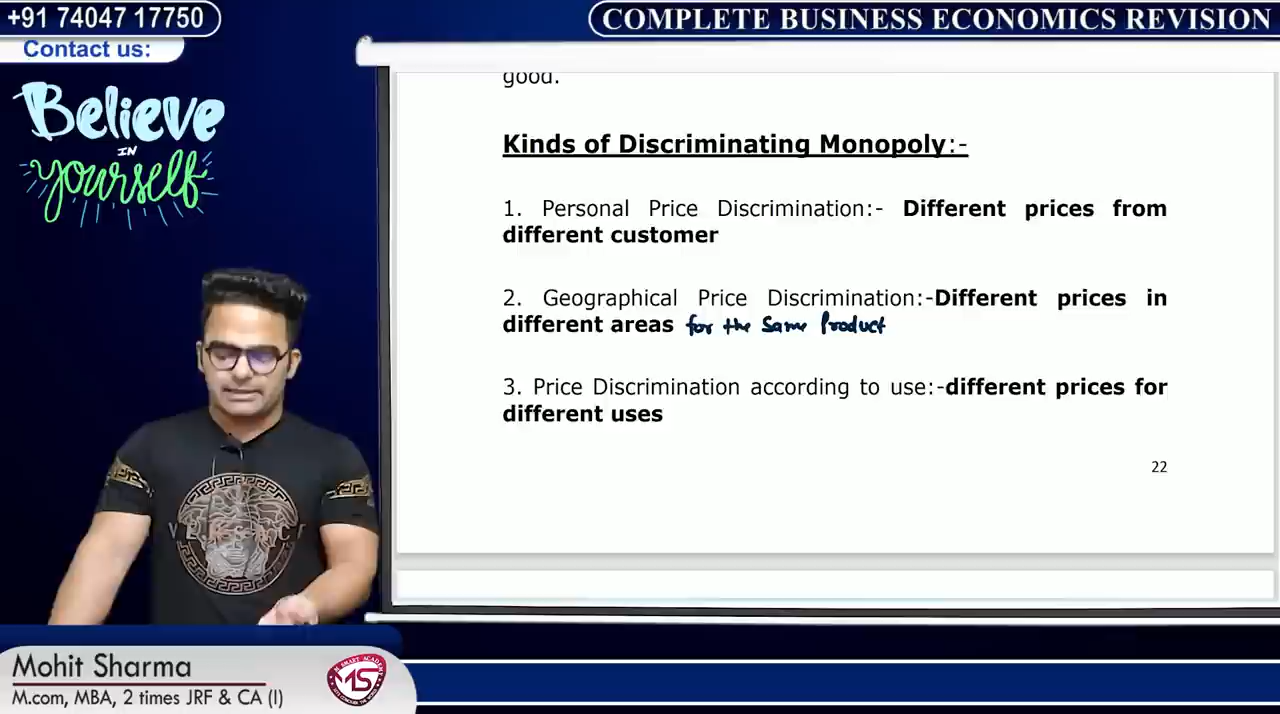 +91 74047 17750
Contact us:
COMPLETE BUSINESS ECONOMICS REVISION
Believe
IN
yourself
good.
Kinds of Discriminating Monopoly:-
1. Personal Price Discrimination:- Different prices from
different customer
2. Geographical Price Discrimination:-Different prices in
different areas for the same Product
3. Price Discrimination according to use:-different prices for
different uses
22
Mohit Sharma
M.com, MBA, 2 times JRF & CA (I)
MS